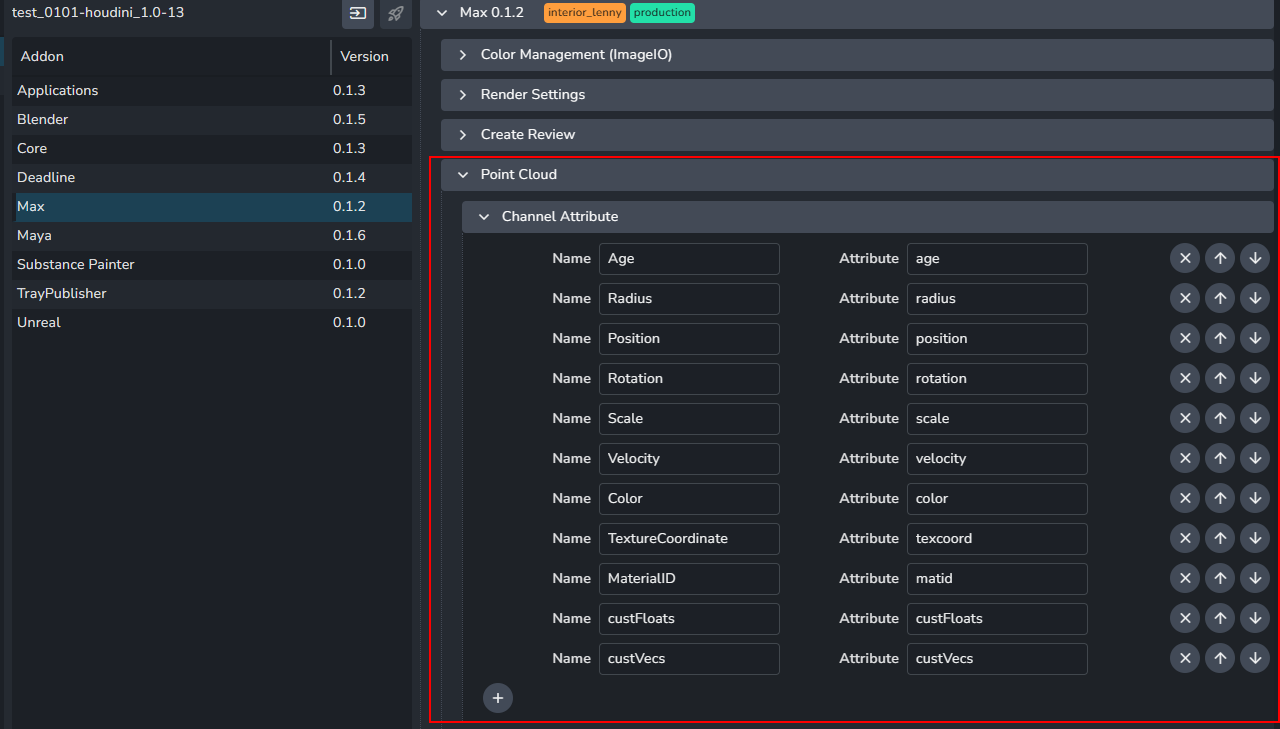 test_0101-houdini_1.0-13
Addon Version
Applications 0.1.3
Blender 0.1.5
Core 0.1.3
Deadline 0.1.4
Max 0.1.2
Maya 0.1.6
Substance Painter 0.1.0
TrayPublisher 0.1.2
Unreal 0.1.0
Max 0.1.2 interior_lenny production
Color Management (ImageIO)
Render Settings
Create Review
Point Cloud
Channel Attribute
Name Age Attribute age
Name Radius Attribute radius
Name Position Attribute position
Name Rotation Attribute rotation
Name Scale Attribute scale
Name Velocity Attribute velocity
Name Color Attribute color
Name TextureCoordinate Attribute texcoord
Name MaterialID Attribute matid
Name custFloats Attribute custFloats
Name custVecs Attribute custVecs